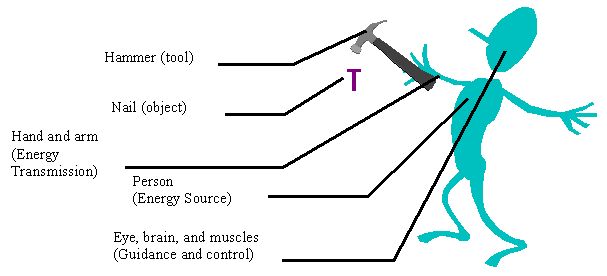 Hammer (tool)
Nail (object)
Hand and arm
(Energy
Transmission)
Person
(Energy Source)
Eye, brain, and muscles
(Guidance and control)